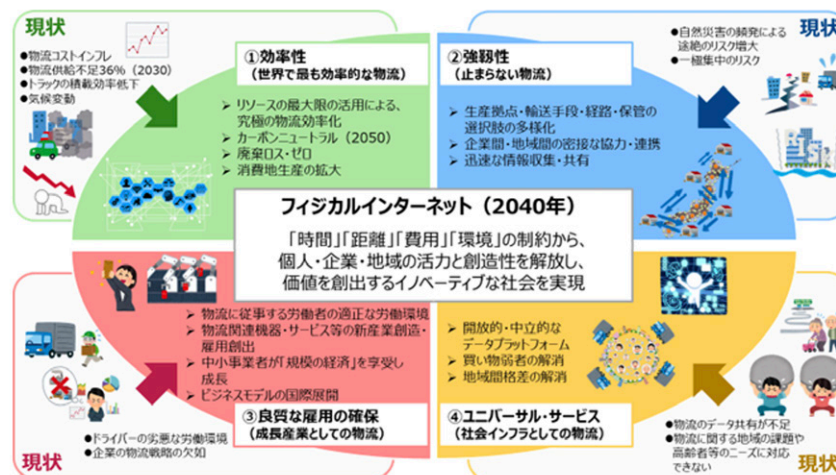 現状
●物流コストインフレ
●物流供給不足36%（2030）
●トラックの積載効率低下
●気候変動
①効率性
（世界で最も効率的な物流）
➢ リソースの最大限の活用による、
究極の物流効率化
➢ カーボンニュートラル（2050）
➢ 廃棄ロス・ゼロ
➢ 消費地生産の拡大
②強靭性
（止まらない物流）
➢ 生産拠点・輸送手段・経路・保管の
選択肢の多様化
➢ 企業間・地域間の密接な協力・連携
➢ 迅速な情報収集・共有
現状
●自然災害の頻発による
途絶のリスク増大
●一極集中のリスク
フィジカルインターネット（2040年）
「時間」「距離」「費用」「環境」の制約から、
個人・企業・地域の活力と創造性を解放し、
価値を創出するイノベーティブな社会を実現
➢ 物流に従事する労働者の適正な労働環境
➢ 物流関連機器・サービス等の新産業創造・
雇用創出
➢ 中小事業者が「規模の経済」を享受し
成長
➢ ビジネスモデルの国際展開
③良質な雇用の確保
（成長産業としての物流）
●ドライバーの劣悪な労働環境
●企業の物流戦略の欠如
現状
➢ 開放的・中立的な
データプラットフォーム
➢ 買い物弱者の解消
➢ 地域間格差の解消
④ユニバーサル・サービス
（社会インフラとしての物流）
●物流のデータ共有が不足
●物流に関する地域の課題や
高齢者等のニーズに対応
できない
現状